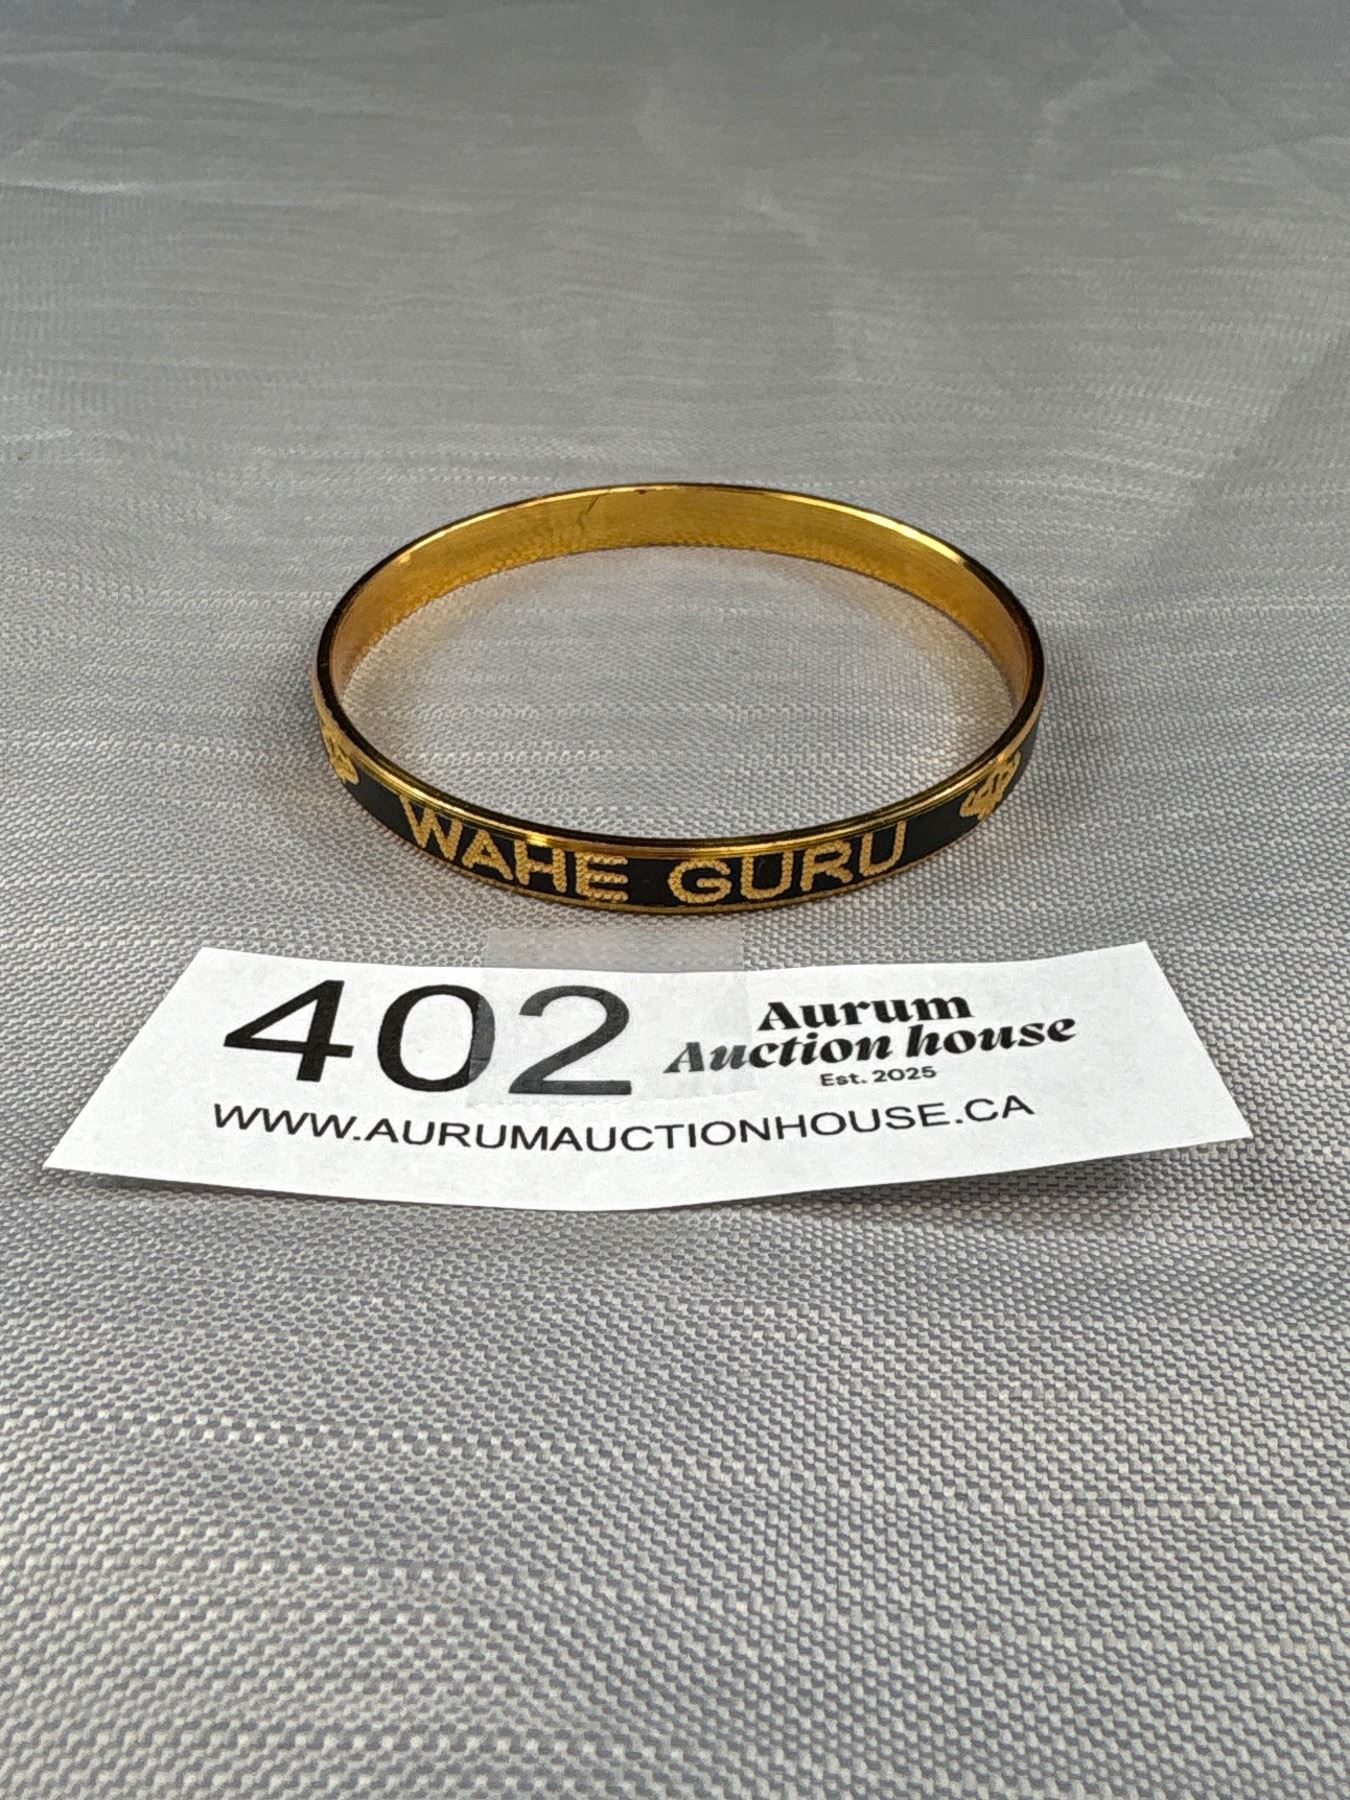 WAHE GURU
402
Aurum
Auction house
Est. 2025
WWW.AURUMAUCTIONHOUSE.CA